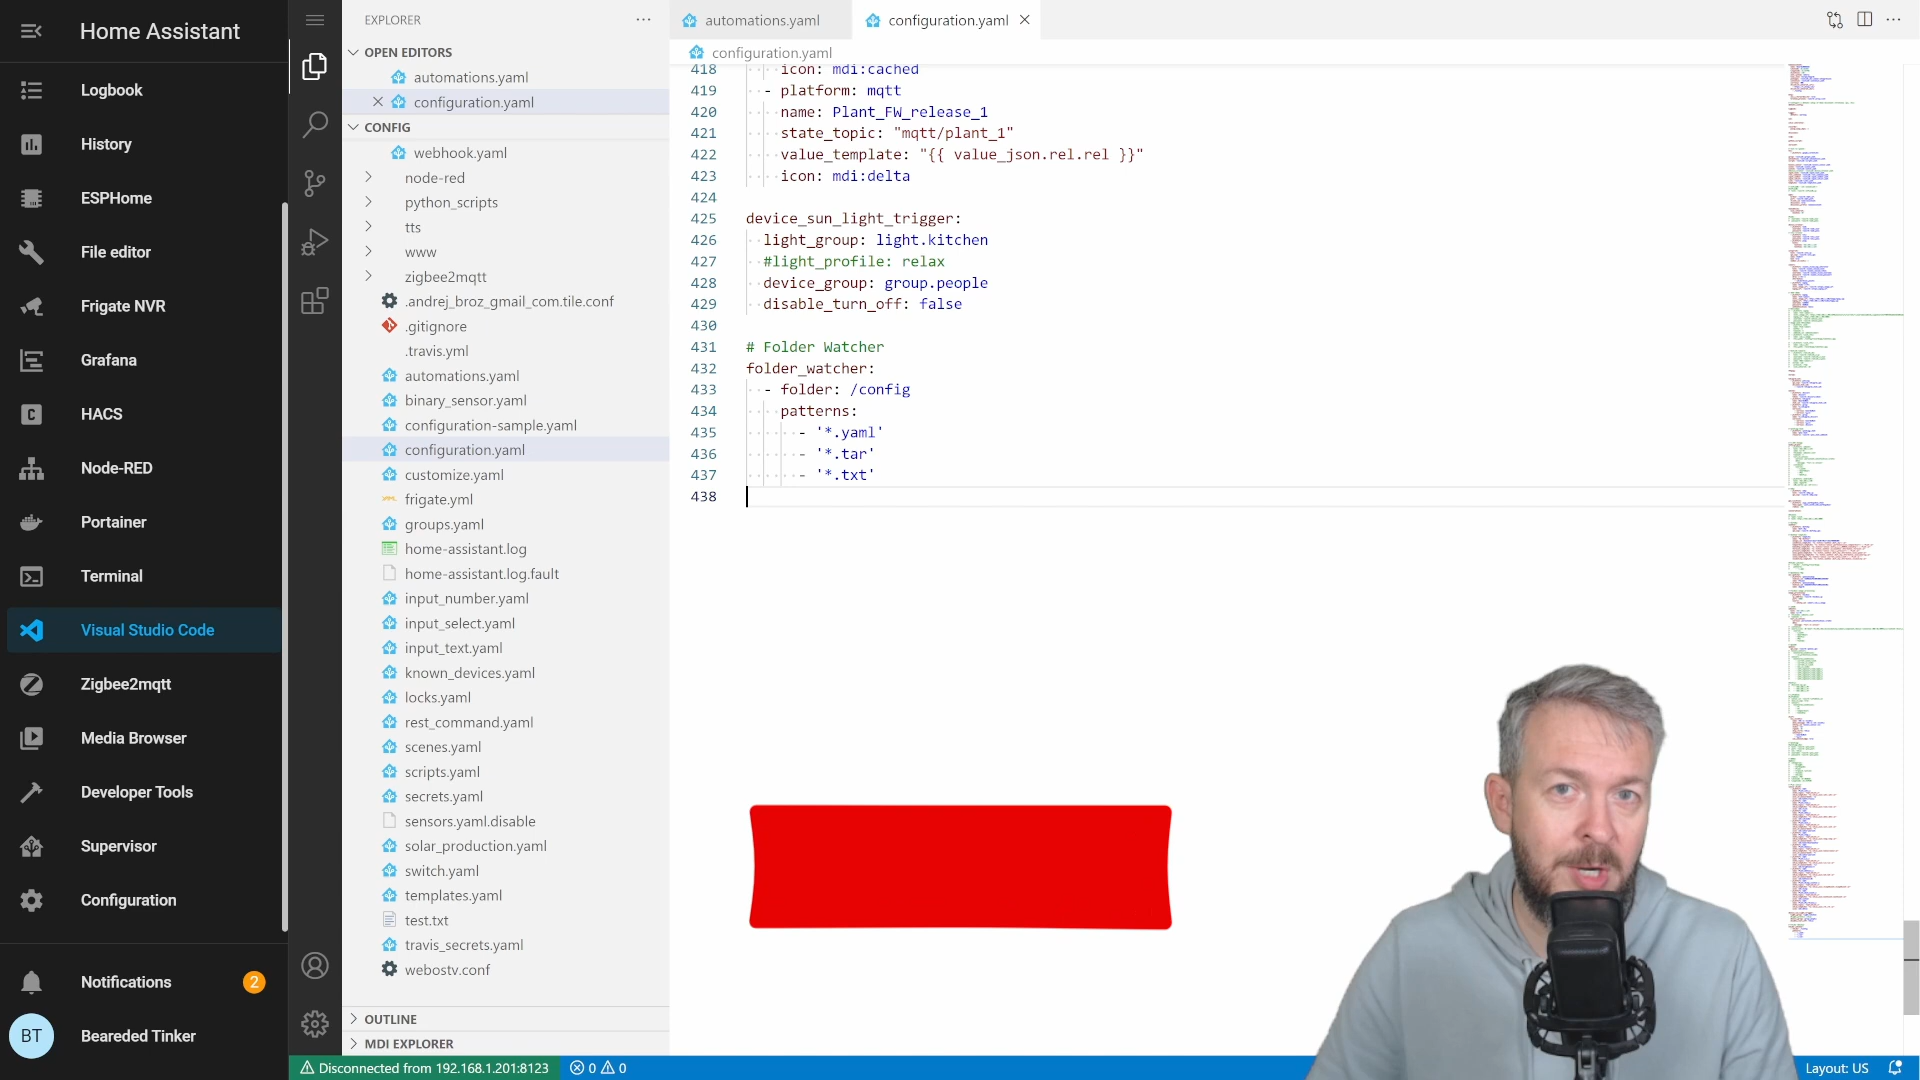 Home Assistant
Logbook
History
ESPHome
File editor
Frigate NVR
Grafana
HACS
Node-RED
Portainer
Terminal
Visual Studio Code
Zigbee2mqtt
Media Browser
Developer Tools
Supervisor
Configuration
Notifications
2
BT
Bearded Tinker
EXPLORER
OPEN EDITORS
automations.yaml
configuration.yaml
CONFIG
webhook.yaml
node-red
python_scripts
tts
www
zigbee2mqtt
.andrej_broz_gmail_com.tile.conf
.gitignore
.travis.yml
automations.yaml
binary_sensor.yaml
configuration-sample.yaml
configuration.yaml
customize.yaml
frigate.yml
groups.yaml
home-assistant.log
home-assistant.log.fault
input_number.yaml
input_select.yaml
input_text.yaml
known_devices.yaml
locks.yaml
rest_command.yaml
scenes.yaml
scripts.yaml
secrets.yaml
sensors.yaml.disable
solar_production.yaml
switch.yaml
templates.yaml
test.txt
travis_secrets.yaml
webostv.conf
OUTLINE
MDI EXPLORER
automations.yaml
configuration.yaml
configuration.yaml
418 icon: mdi:cached
419 - platform: mqtt
420 name: Plant_FW_release_1
421 state_topic: "mqtt/plant_1"
422 value_template: "{{ value_json.rel.rel }}"
423 icon: mdi:delta
424
425 device_sun_light_trigger:
426 light_group: light.kitchen
427 #light_profile: relax
428 device_group: group.people
429 disable_turn_off: false
430
431 # Folder Watcher
432 folder_watcher:
433 - folder: /config
434 patterns:
435 - '*.yaml'
436 - '*.tar'
437 - '*.txt'
438
Disconnected from 192.168.1.201:8123
0
0
Layout: US